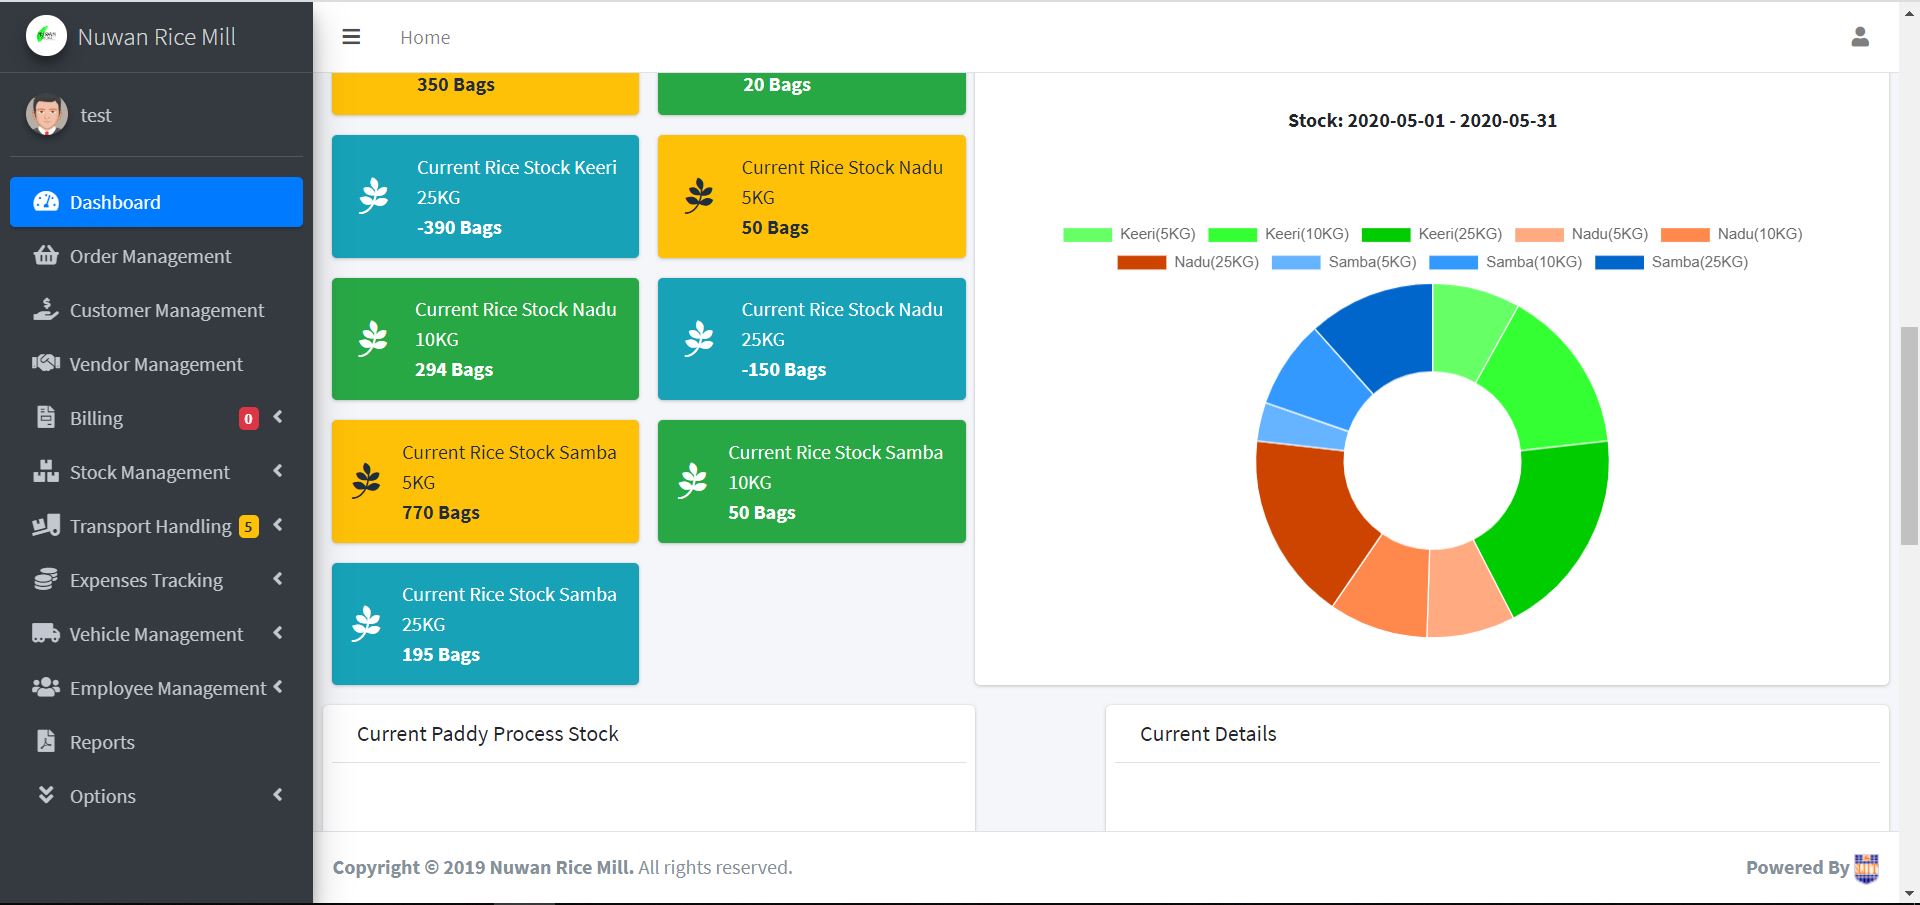 Nuwan Rice Mill
Home
test
Dashboard
Order Management
Customer Management
Vendor Management
Billing 0
Stock Management
Transport Handling 5
Expenses Tracking
Vehicle Management
Employee Management
Reports
Options
350 Bags
20 Bags
Current Rice Stock Keeri
25KG
-390 Bags
Current Rice Stock Nadu
5KG
50 Bags
Current Rice Stock Nadu
10KG
294 Bags
Current Rice Stock Nadu
25KG
-150 Bags
Current Rice Stock Samba
5KG
770 Bags
Current Rice Stock Samba
10KG
50 Bags
Current Rice Stock Samba
25KG
195 Bags
Stock: 2020-05-01 - 2020-05-31
Keeri(5KG) Keeri(10KG) Keeri(25KG) Nadu(5KG) Nadu(10KG)
Nadu(25KG) Samba(5KG) Samba(10KG) Samba(25KG)
Current Paddy Process Stock
Current Details
Copyright © 2019 Nuwan Rice Mill. All rights reserved.
Powered By